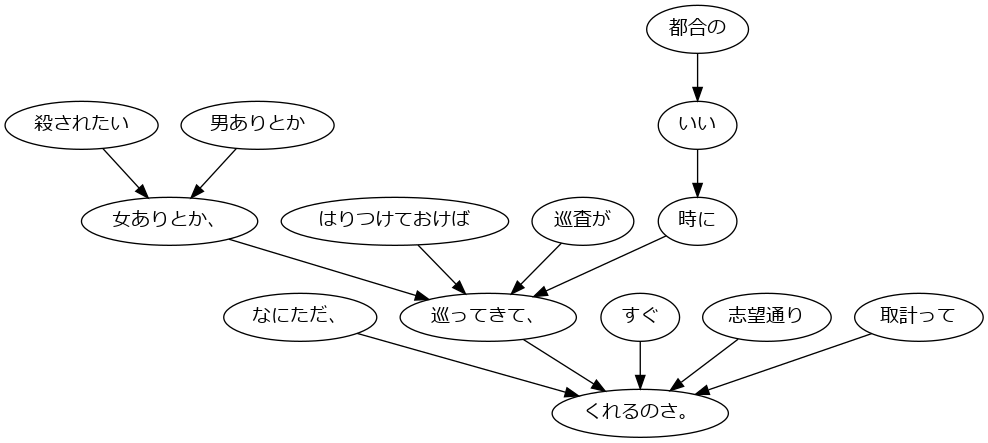 都合の
殺されたい
男ありとか
いい
女ありとか、
はりつけておけば
巡査が
時に
なにただ、
巡ってきて、
すぐ
志望通り
取計って
くれるのさ。